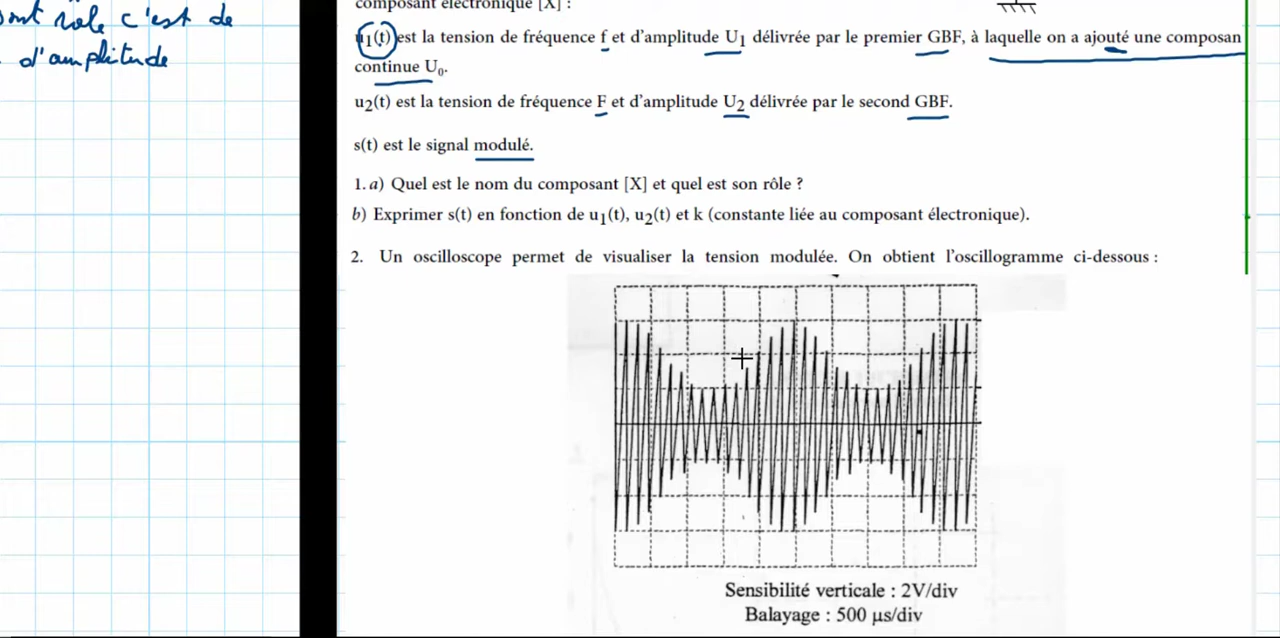 ont role c'est de
d'amplitude
composant électronique [X] :
u1(t) est la tension de fréquence f et d'amplitude U1 délivrée par le premier GBF, à laquelle on a ajouté une composan
continue U0.
u2(t) est la tension de fréquence F et d'amplitude U2 délivrée par le second GBF.
s(t) est le signal modulé.
1. a) Quel est le nom du composant [X] et quel est son rôle ?
b) Exprimer s(t) en fonction de u1(t), u2(t) et k (constante liée au composant électronique).
2. Un oscilloscope permet de visualiser la tension modulée. On obtient l'oscillogramme ci-dessous :
Sensibilité verticale : 2V/div
Balayage : 500 µs/div